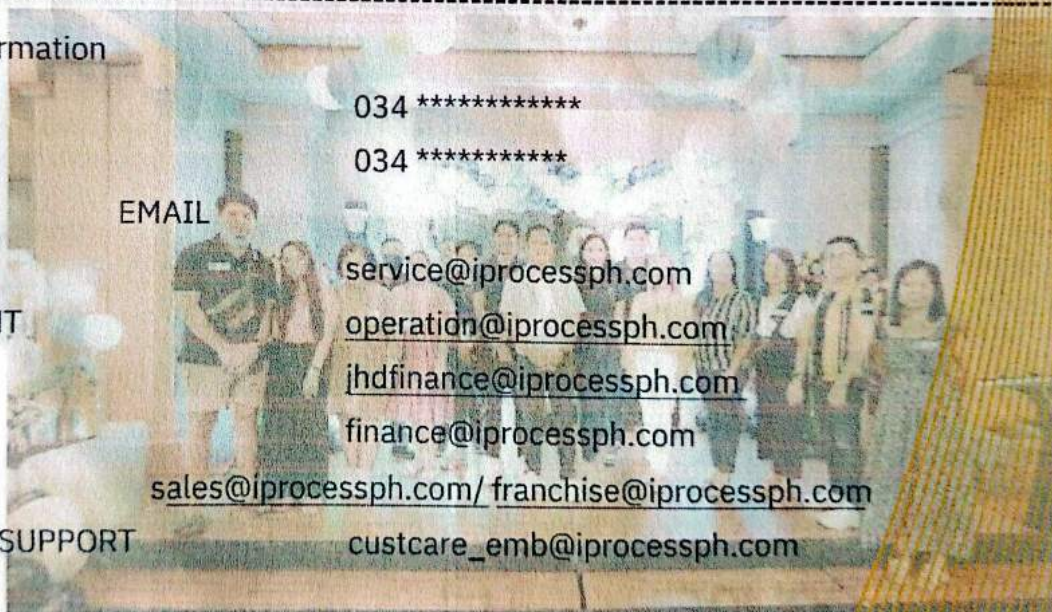 rmation
034 ************
034 ***********
EMAIL
service@iprocessph.com
operation@iprocessph.com
jhdfinance@iprocessph.com
finance@iprocessph.com
sales@iprocessph.com/ franchise@iprocessph.com
SUPPORT custcare_emb@iprocessph.com